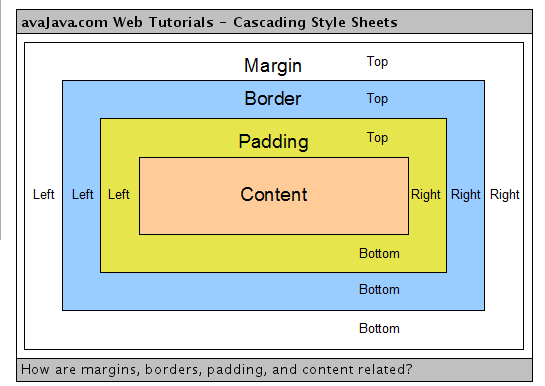 avaJava.com Web Tutorials - Cascading Style Sheets
Margin Top
Border Top
Padding Top
Left Left Left Content Right Right Right
Bottom
Bottom
Bottom
How are margins, borders, padding, and content related?